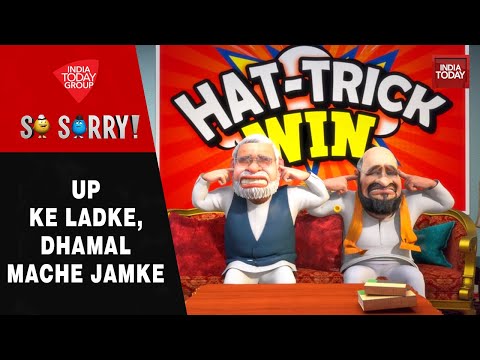 INDIA
TODAY
GROUP
SO SORRY!
UP
KE LADKE,
DHAMAL
MACHE JAMKE
HAT-TRICK
WIN
INDIA
TODAY